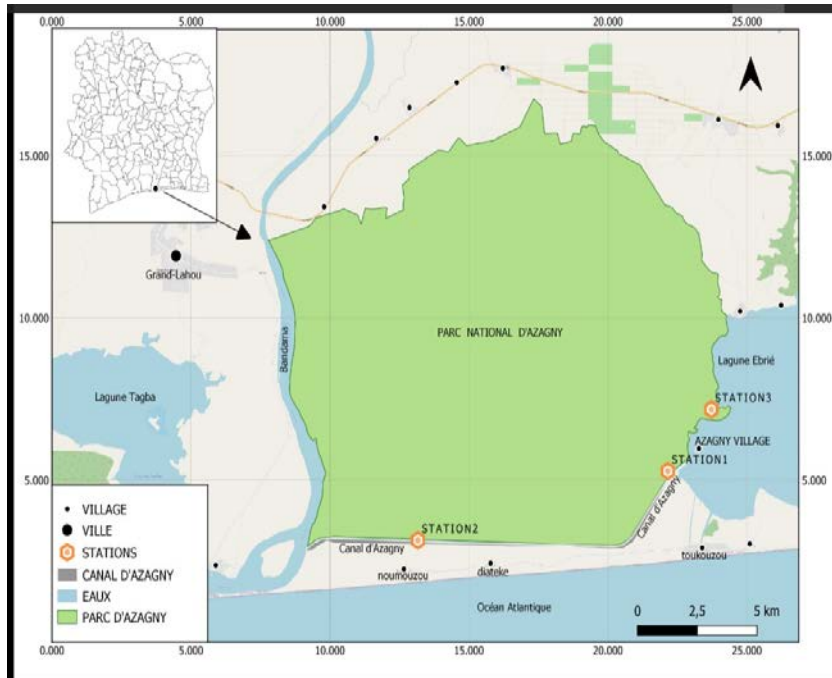 0.000 5.000 10.000 15.000 20.000 25.000
15.000
15.000
Grand-Lahou
10.000
10.000
PARC NATIONAL D'AZAGNY
Bandama
Lagune Ebrié
Lagune Tagba
STATION3
AZAGNY VILLAGE
STATION1
5.000
5.000
Canal d'Azagny
STATION2
Canal d'Azagny
toukouzou
noumouzou
diateke
Océan Atlantique
VILLAGE
VILLE
STATIONS
CANAL D'AZAGNY
EAUX
PARC D'AZAGNY
0 2,5 5 km
0.000 5.000 10.000 15.000 20.000 25.000